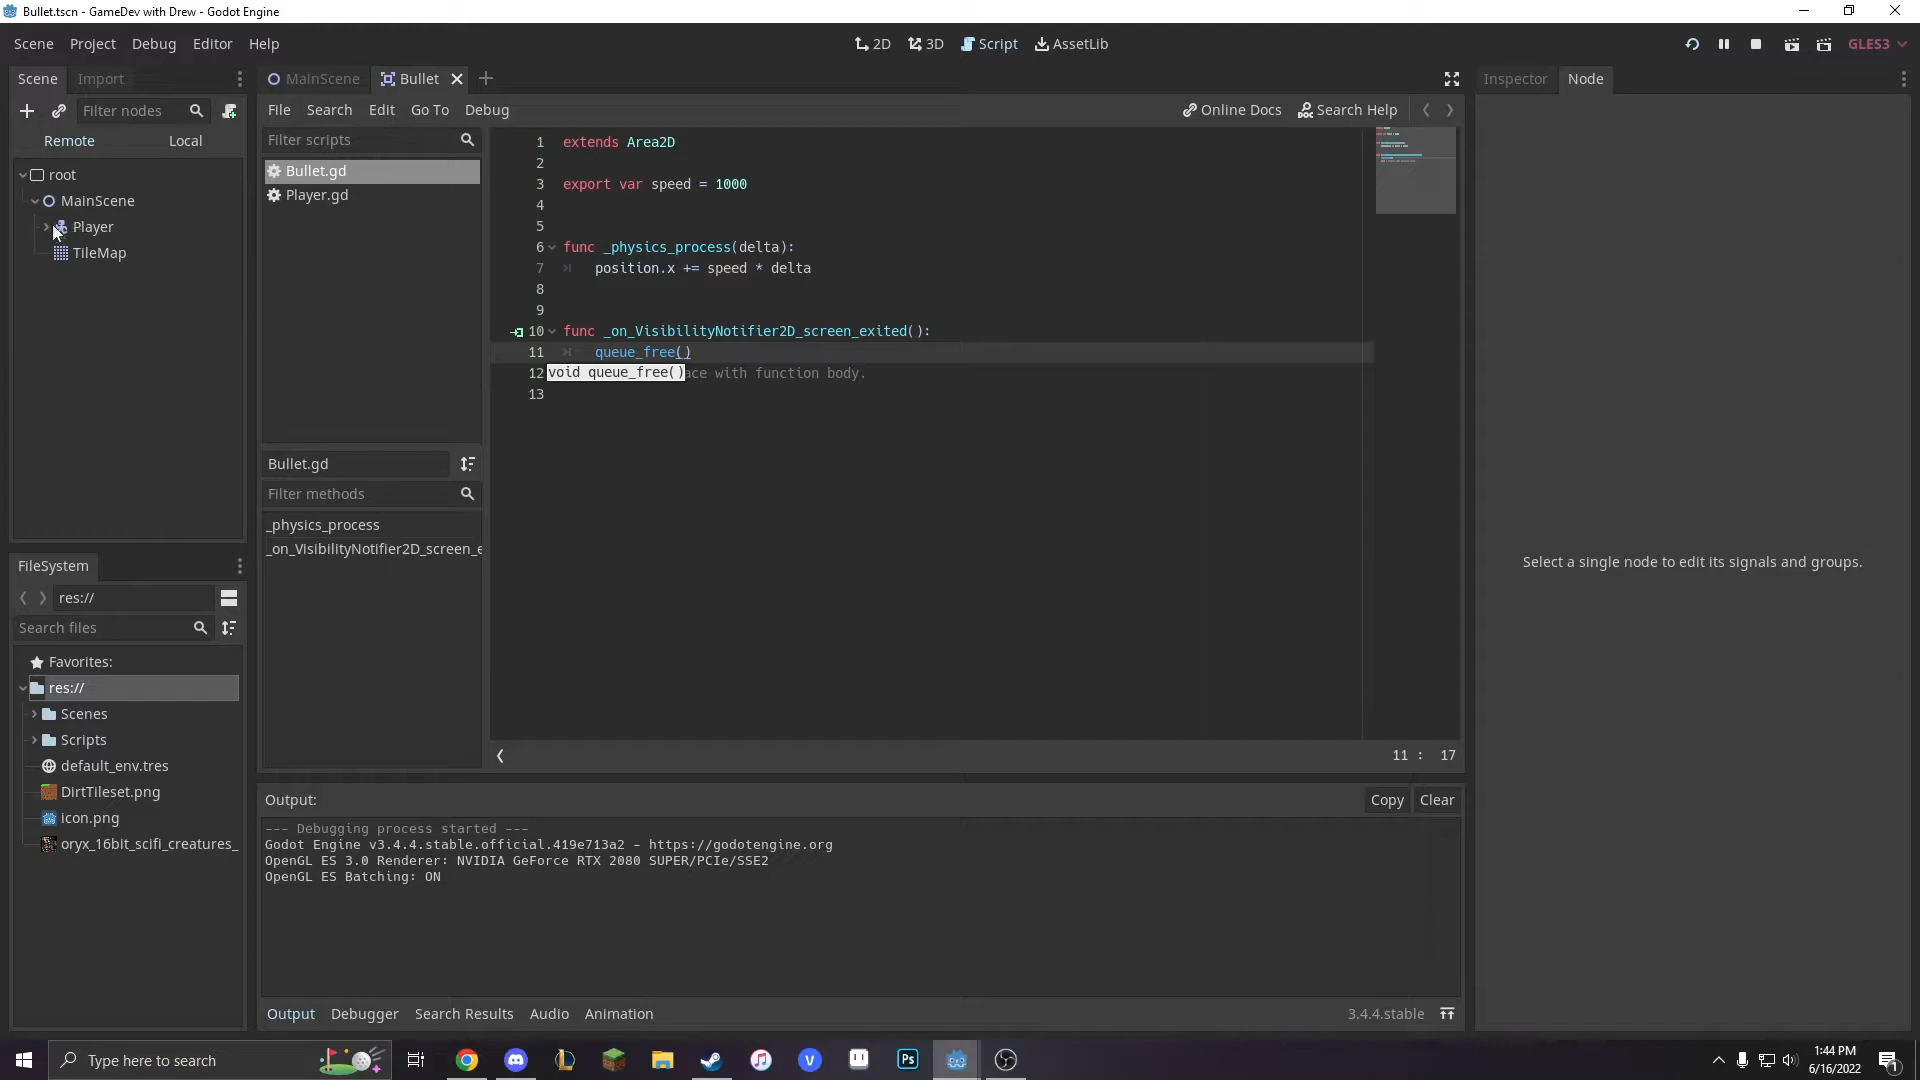 Bullet.tscn - GameDev with Drew - Godot Engine
Scene Project Debug Editor Help
2D 3D Script AssetLib
GLES3
Scene Import
MainScene Bullet
Inspector Node
Filter nodes
File Search Edit Go To Debug
Online Docs Search Help
Remote Local
root
MainScene
Player
TileMap
Filter scripts
Bullet.gd
Player.gd
Bullet.gd
Filter methods
_physics_process
_on_VisibilityNotifier2D_screen_e
1 extends Area2D
2
3 export var speed = 1000
4
5
6 func _physics_process(delta):
7 position.x += speed * delta
8
9
10 func _on_VisibilityNotifier2D_screen_exited():
11 queue_free()
12 void queue_free() ace with function body.
13
11 : 17
Select a single node to edit its signals and groups.
FileSystem
res://
Search files
Favorites:
res://
Scenes
Scripts
default_env.tres
DirtTileset.png
icon.png
oryx_16bit_scifi_creatures_
Output:
Copy Clear
--- Debugging process started ---
Godot Engine v3.4.4.stable.official.419e713a2 - https://godotengine.org
OpenGL ES 3.0 Renderer: NVIDIA GeForce RTX 2080 SUPER/PCIe/SSE2
OpenGL ES Batching: ON
Output Debugger Search Results Audio Animation
3.4.4.stable
Type here to search
V
Ps
1:44 PM
6/16/2022
1